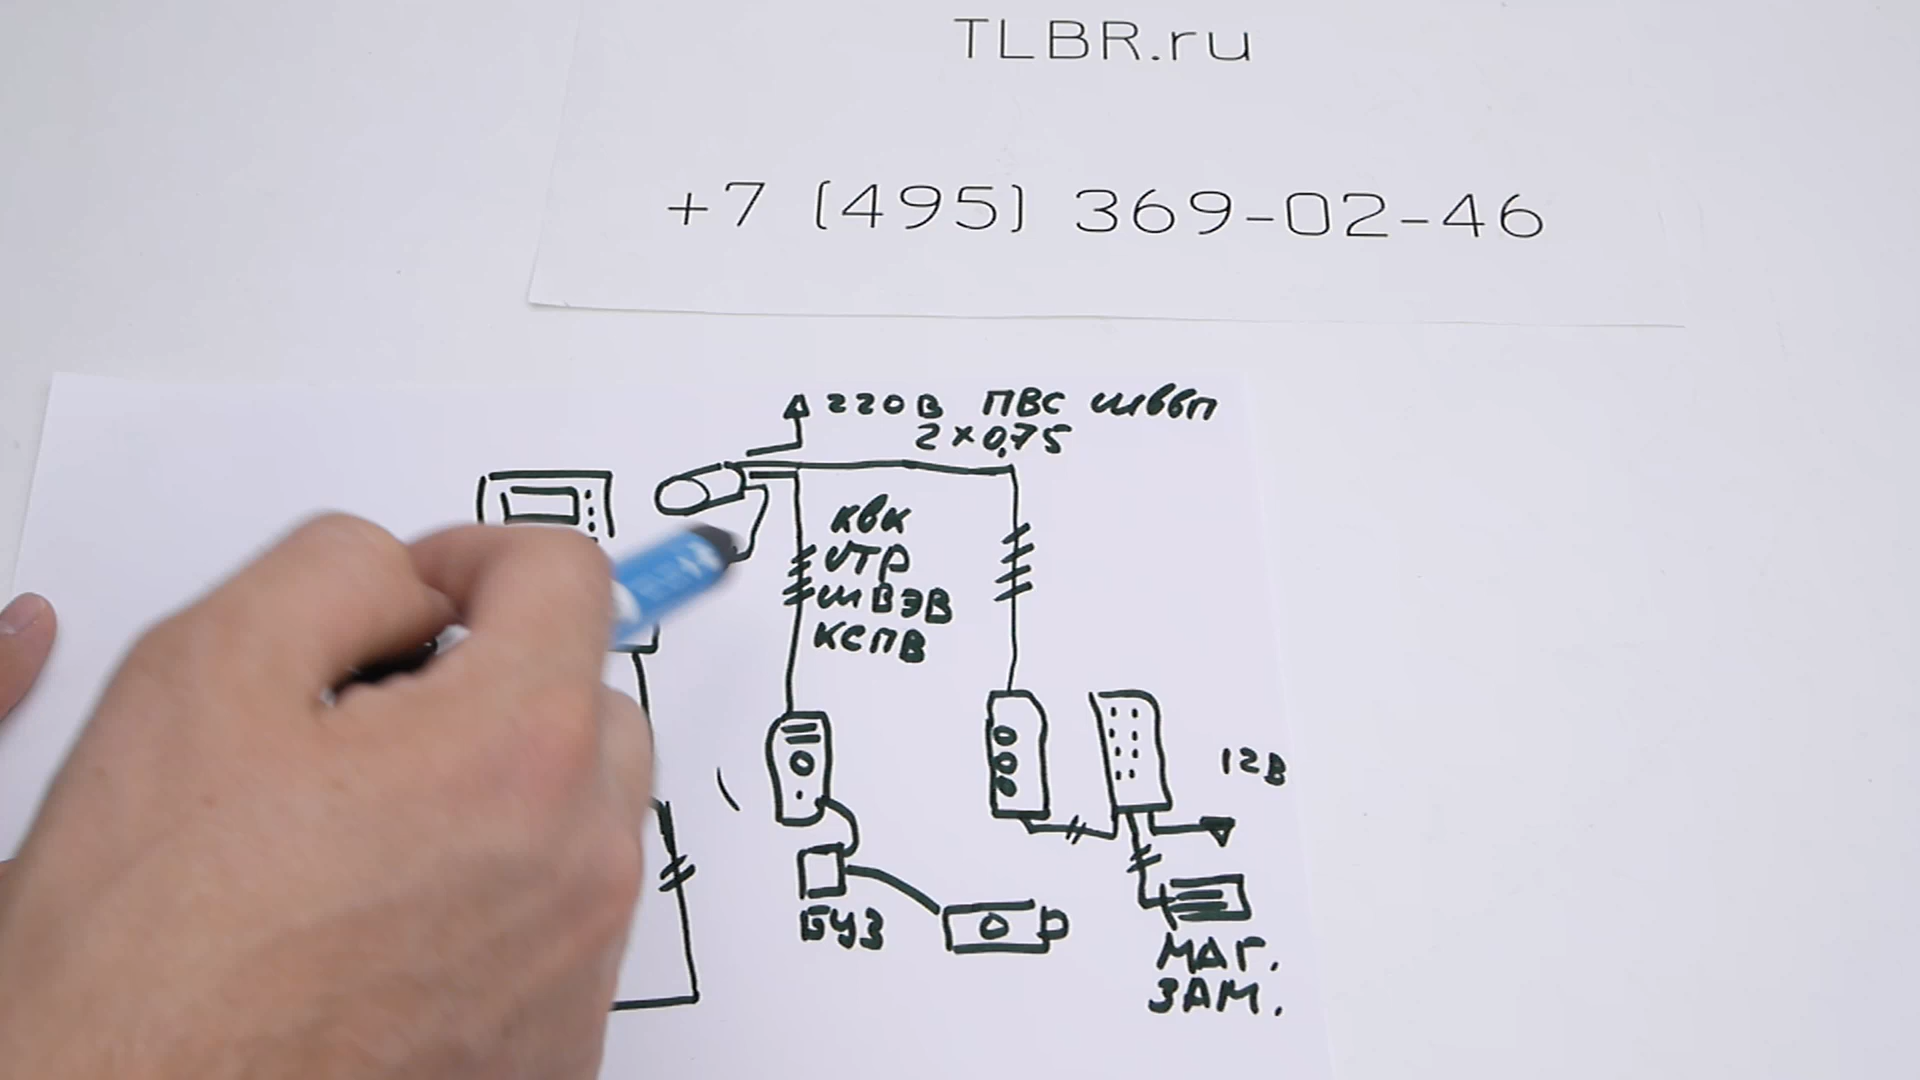 TLBR.ru
+7 (495) 369-02-46
220В ПВС ШВВП
2×0,75
КВК
UTP
ШВЭВ
КСПВ
12В
БУЗ
МАГ.
ЗАМ.